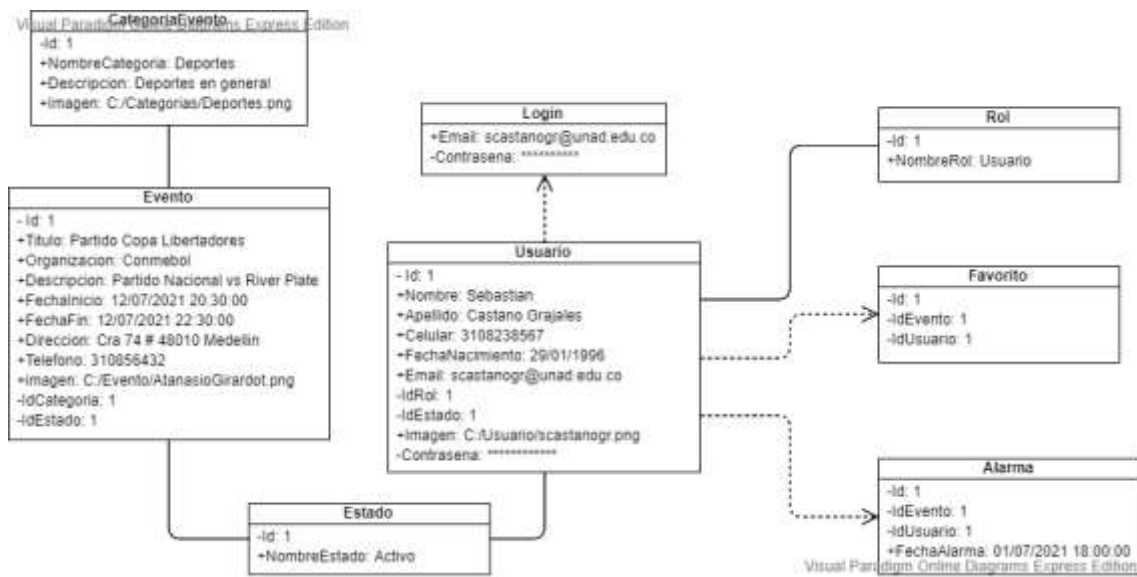 CategoriaEvento
Visual Paradigm Online Diagrams Express Edition
-Id: 1
+NombreCategoria: Deportes
+Descripcion: Deportes en general
+Imagen: C:/Categorias/Deportes.png
Login
+Email: scastanogr@unad.edu.co
-Contrasena: **********
Rol
-Id: 1
+NombreRol: Usuario
Evento
- Id: 1
+Titulo: Partido Copa Libertadores
+Organizacion: Conmebol
+Descripcion: Partido Nacional vs River Plate
+FechaInicio: 12/07/2021 20:30:00
+FechaFin: 12/07/2021 22:30:00
+Direccion: Cra 74 # 48010 Medellin
+Telefono: 310856432
+Imagen: C:/Evento/AtanasioGirardot.png
-IdCategoria: 1
-IdEstado: 1
Usuario
- Id: 1
+Nombre: Sebastian
+Apellido: Castano Grajales
+Celular: 3108238567
+FechaNacimiento: 29/01/1996
+Email: scastanogr@unad.edu.co
-IdRol: 1
-IdEstado: 1
+Imagen: C:/Usuario/scastanogr.png
-Contrasena: ************
Favorito
-Id: 1
-IdEvento: 1
-IdUsuario: 1
Estado
-Id: 1
+NombreEstado: Activo
Alarma
-Id: 1
-IdEvento: 1
-IdUsuario: 1
+FechaAlarma: 01/07/2021 18:00:00
Visual Paradigm Online Diagrams Express Edition